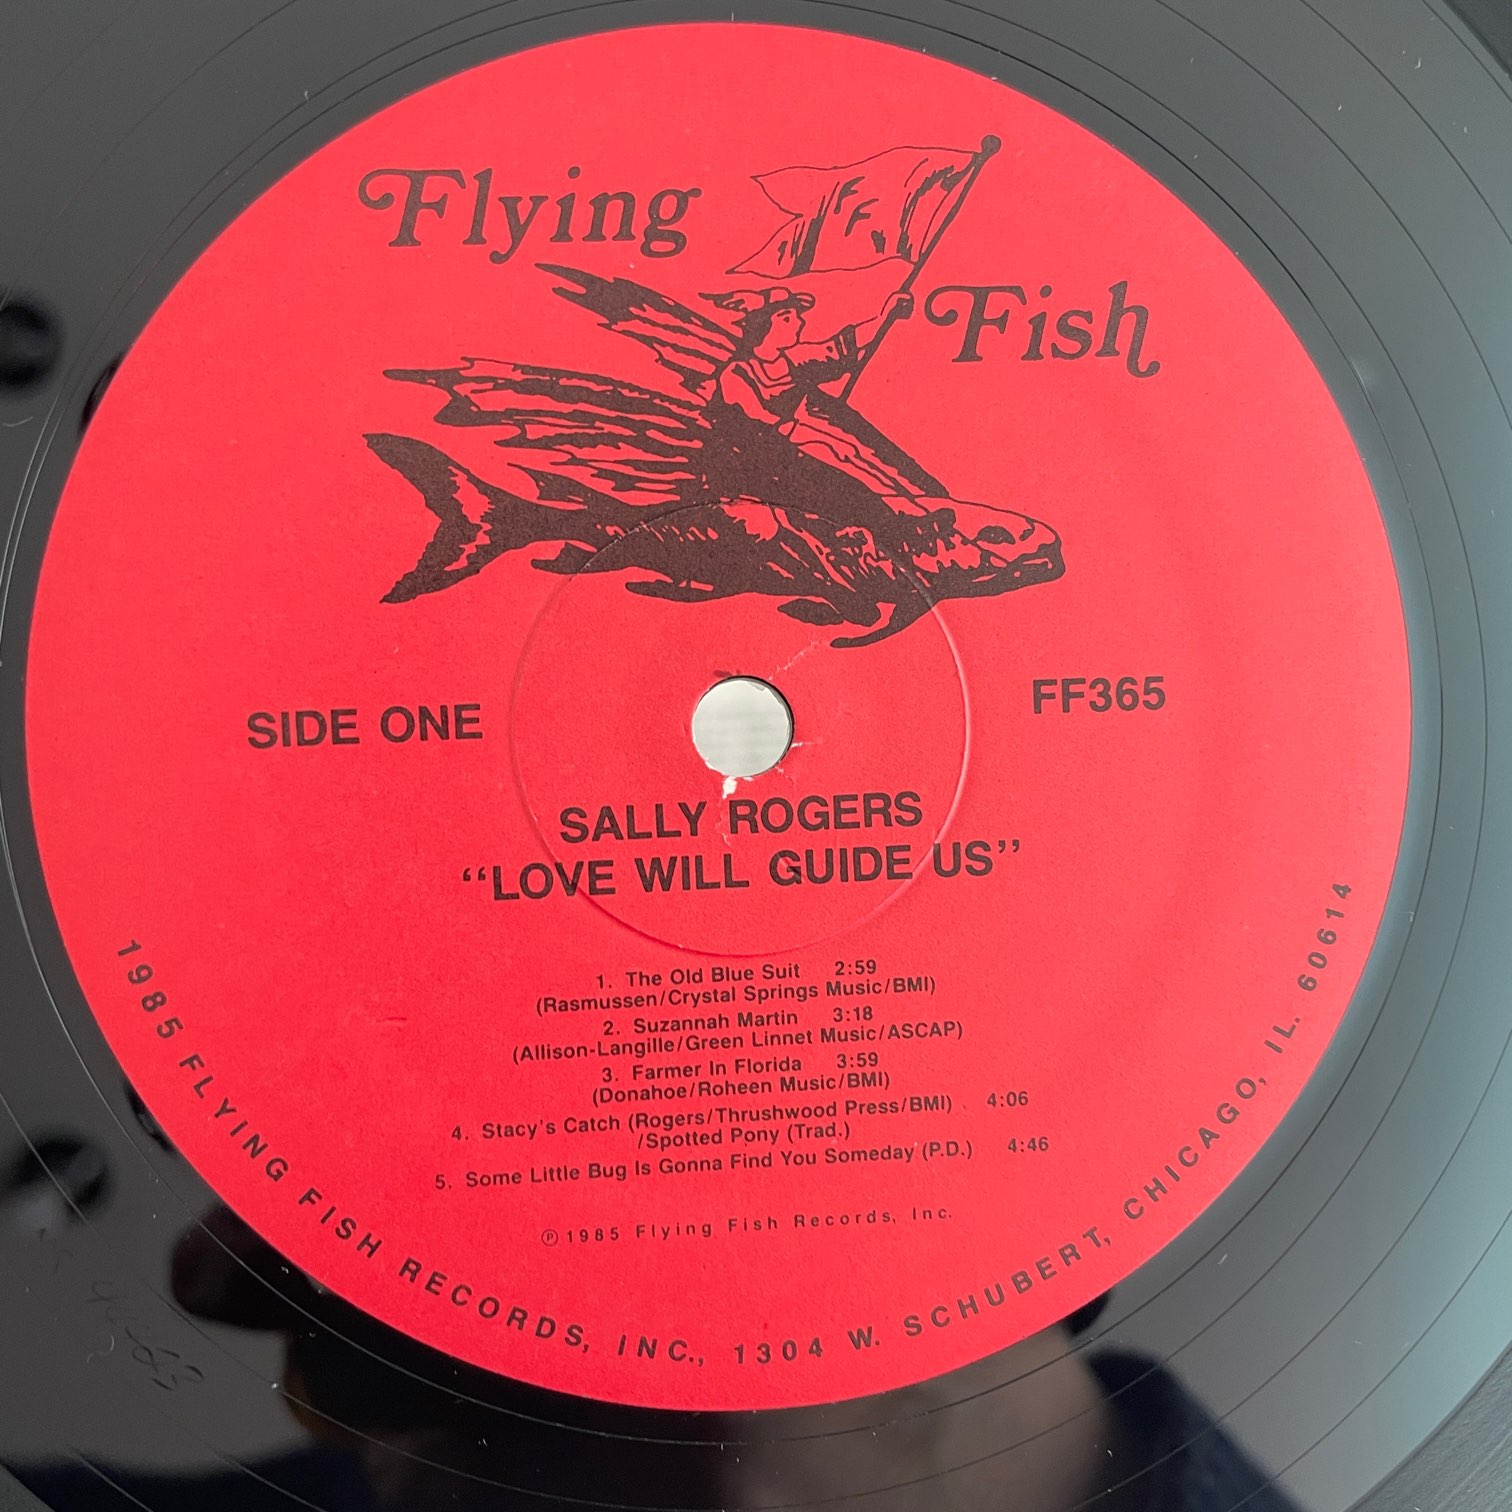 Flying
FF
Fish
SIDE ONE
FF365
SALLY ROGERS
“LOVE WILL GUIDE US”
1. The Old Blue Suit 2:59
(Rasmussen/Crystal Springs Music/BMI)
2. Suzannah Martin 3:18
(Allison-Langille/Green Linnet Music/ASCAP)
3. Farmer In Florida 3:59
(Donahoe/Roheen Music/BMI)
4. Stacy's Catch (Rogers/Thrushwood Press/BMI) 4:06
/Spotted Pony (Trad.)
5. Some Little Bug Is Gonna Find You Someday (P.D.) 4:46
℗1985 Flying Fish Records, Inc.
1985 FLYING FISH RECORDS, INC., 1304 W. SCHUBERT, CHICAGO, IL. 60614